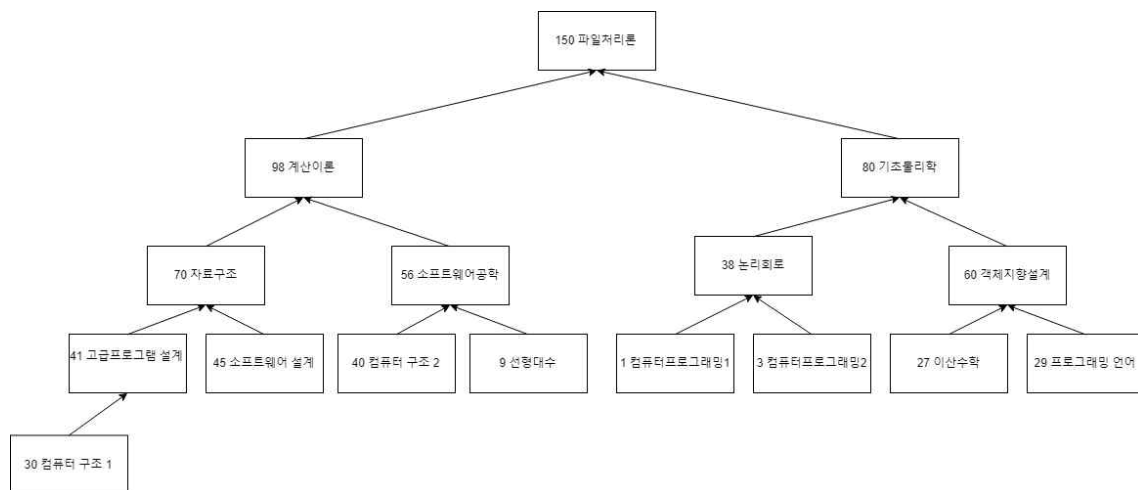 150 파일처리론
98 계산이론
80 기초물리학
70 자료구조
56 소프트웨어공학
38 논리회로
60 객체지향설계
41 고급프로그램 설계
45 소프트웨어 설계
40 컴퓨터 구조 2
9 선형대수
1 컴퓨터프로그래밍1
3 컴퓨터프로그래밍2
27 이산수학
29 프로그래밍 언어
30 컴퓨터 구조 1